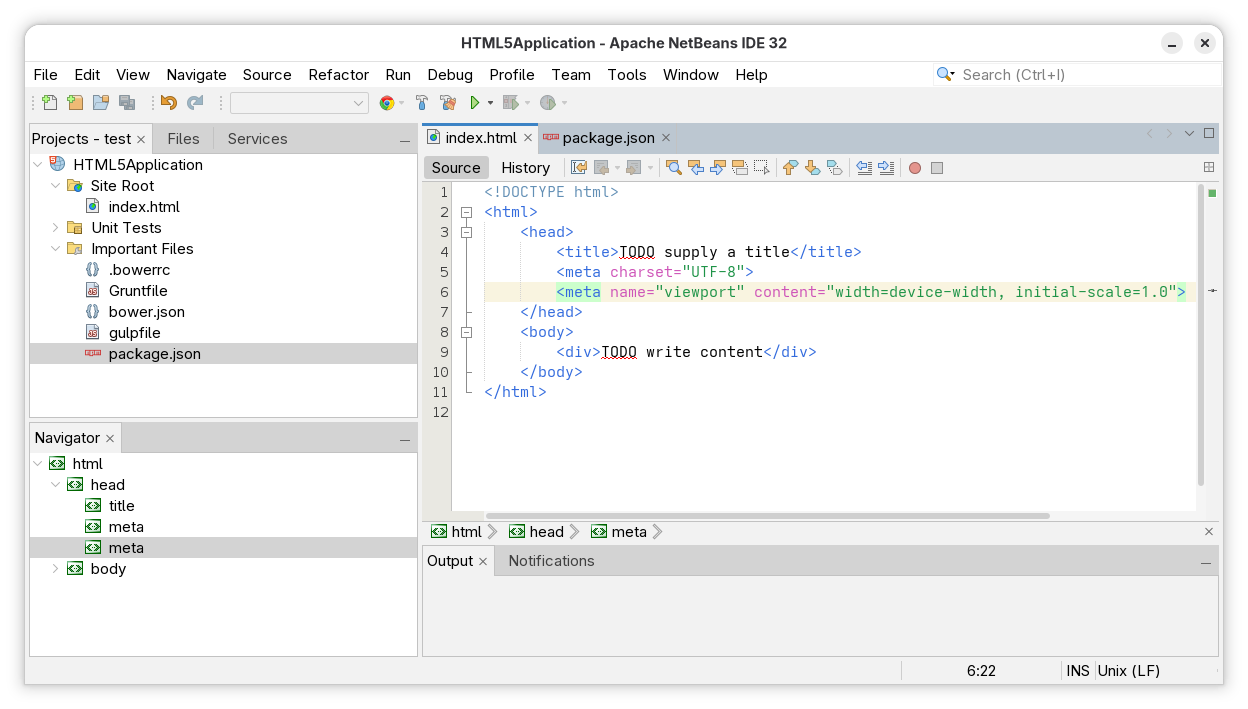 HTML5Application - Apache NetBeans IDE 32
File Edit View Navigate Source Refactor Run Debug Profile Team Tools Window Help
Search (Ctrl+I)
Projects - test Files Services
HTML5Application
Site Root
index.html
Unit Tests
Important Files
.bowerrc
Gruntfile
bower.json
gulpfile
package.json
Navigator
html
head
title
meta
meta
body
index.html package.json
Source History
1 <!DOCTYPE html>
2 <html>
3 <head>
4 <title>TODO supply a title</title>
5 <meta charset="UTF-8">
6 <meta name="viewport" content="width=device-width, initial-scale=1.0">
7 </head>
8 <body>
9 <div>TODO write content</div>
10 </body>
11 </html>
12
html head meta
Output Notifications
6:22 INS Unix (LF)